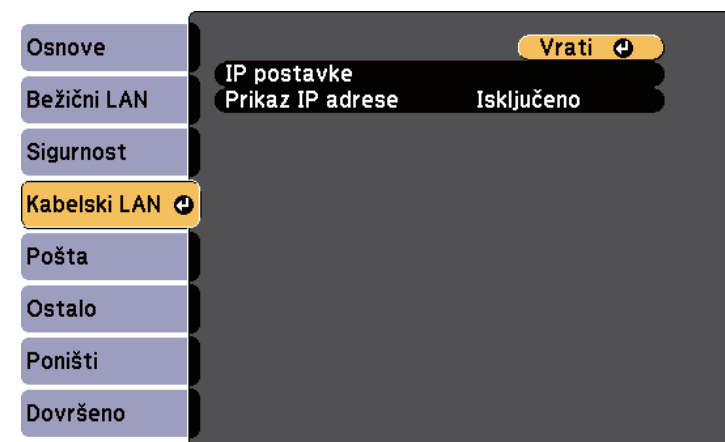 Osnove
Bežični LAN
Sigurnost
Kabelski LAN
Pošta
Ostalo
Poništi
Dovršeno
Vrati
IP postavke
Prikaz IP adrese Isključeno